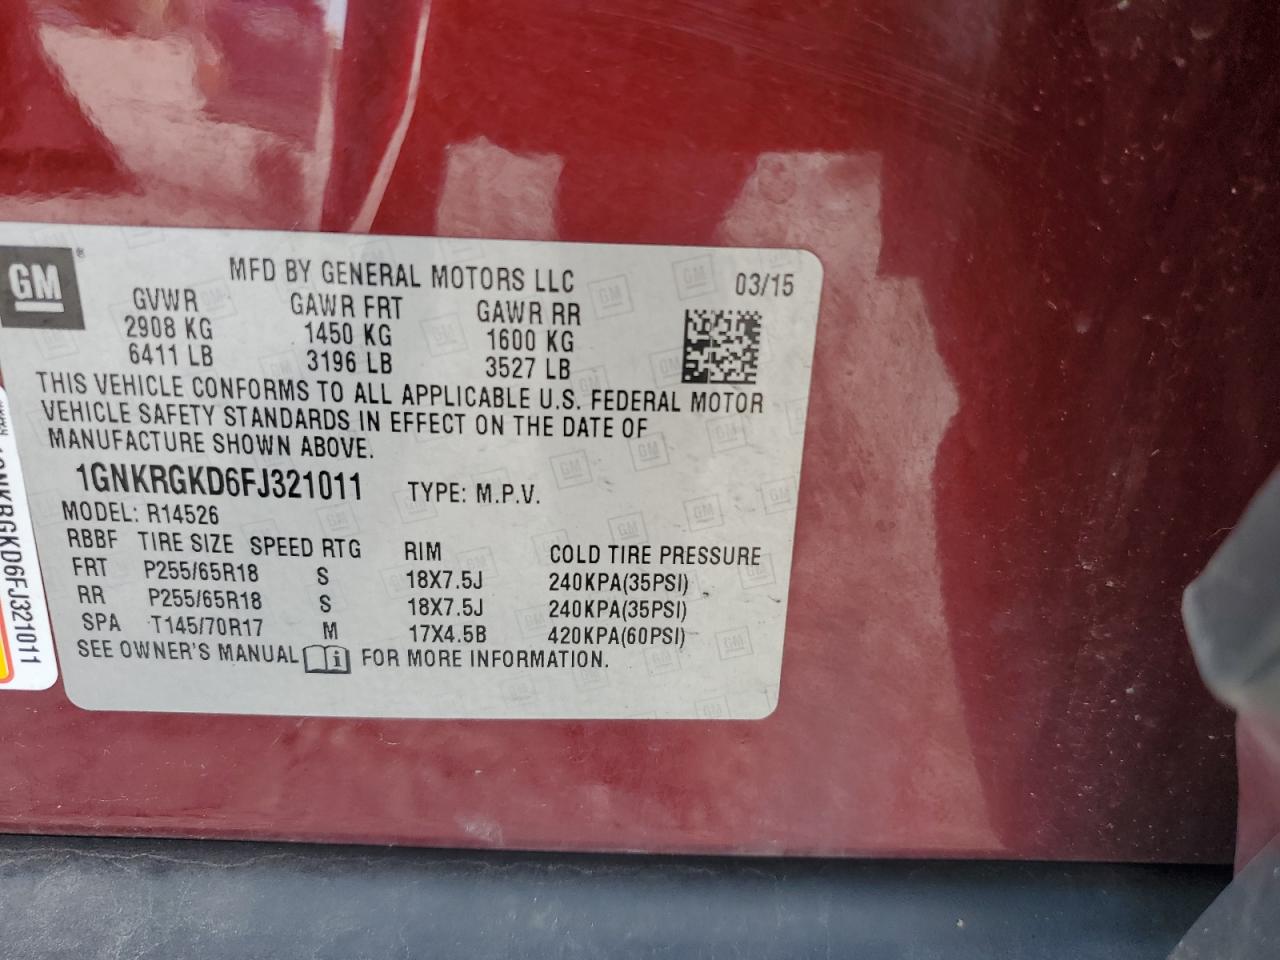 GM ®
MFD BY GENERAL MOTORS LLC 03/15
GVWR GAWR FRT GAWR RR
2908 KG 1450 KG 1600 KG
6411 LB 3196 LB 3527 LB
THIS VEHICLE CONFORMS TO ALL APPLICABLE U.S. FEDERAL MOTOR
VEHICLE SAFETY STANDARDS IN EFFECT ON THE DATE OF
MANUFACTURE SHOWN ABOVE.
1GNKRGKD6FJ321011 TYPE: M.P.V.
MODEL: R14526
RBBF TIRE SIZE SPEED RTG RIM COLD TIRE PRESSURE
FRT P255/65R18 S 18X7.5J 240KPA(35PSI)
RR P255/65R18 S 18X7.5J 240KPA(35PSI)
SPA T145/70R17 M 17X4.5B 420KPA(60PSI)
SEE OWNER'S MANUAL i FOR MORE INFORMATION.
1GNKRGKD6FJ321011